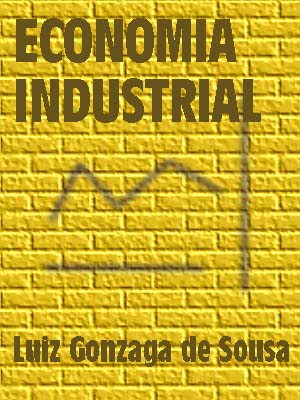 ECONOMIA
INDUSTRIAL
Luiz Gonzaga de Sousa